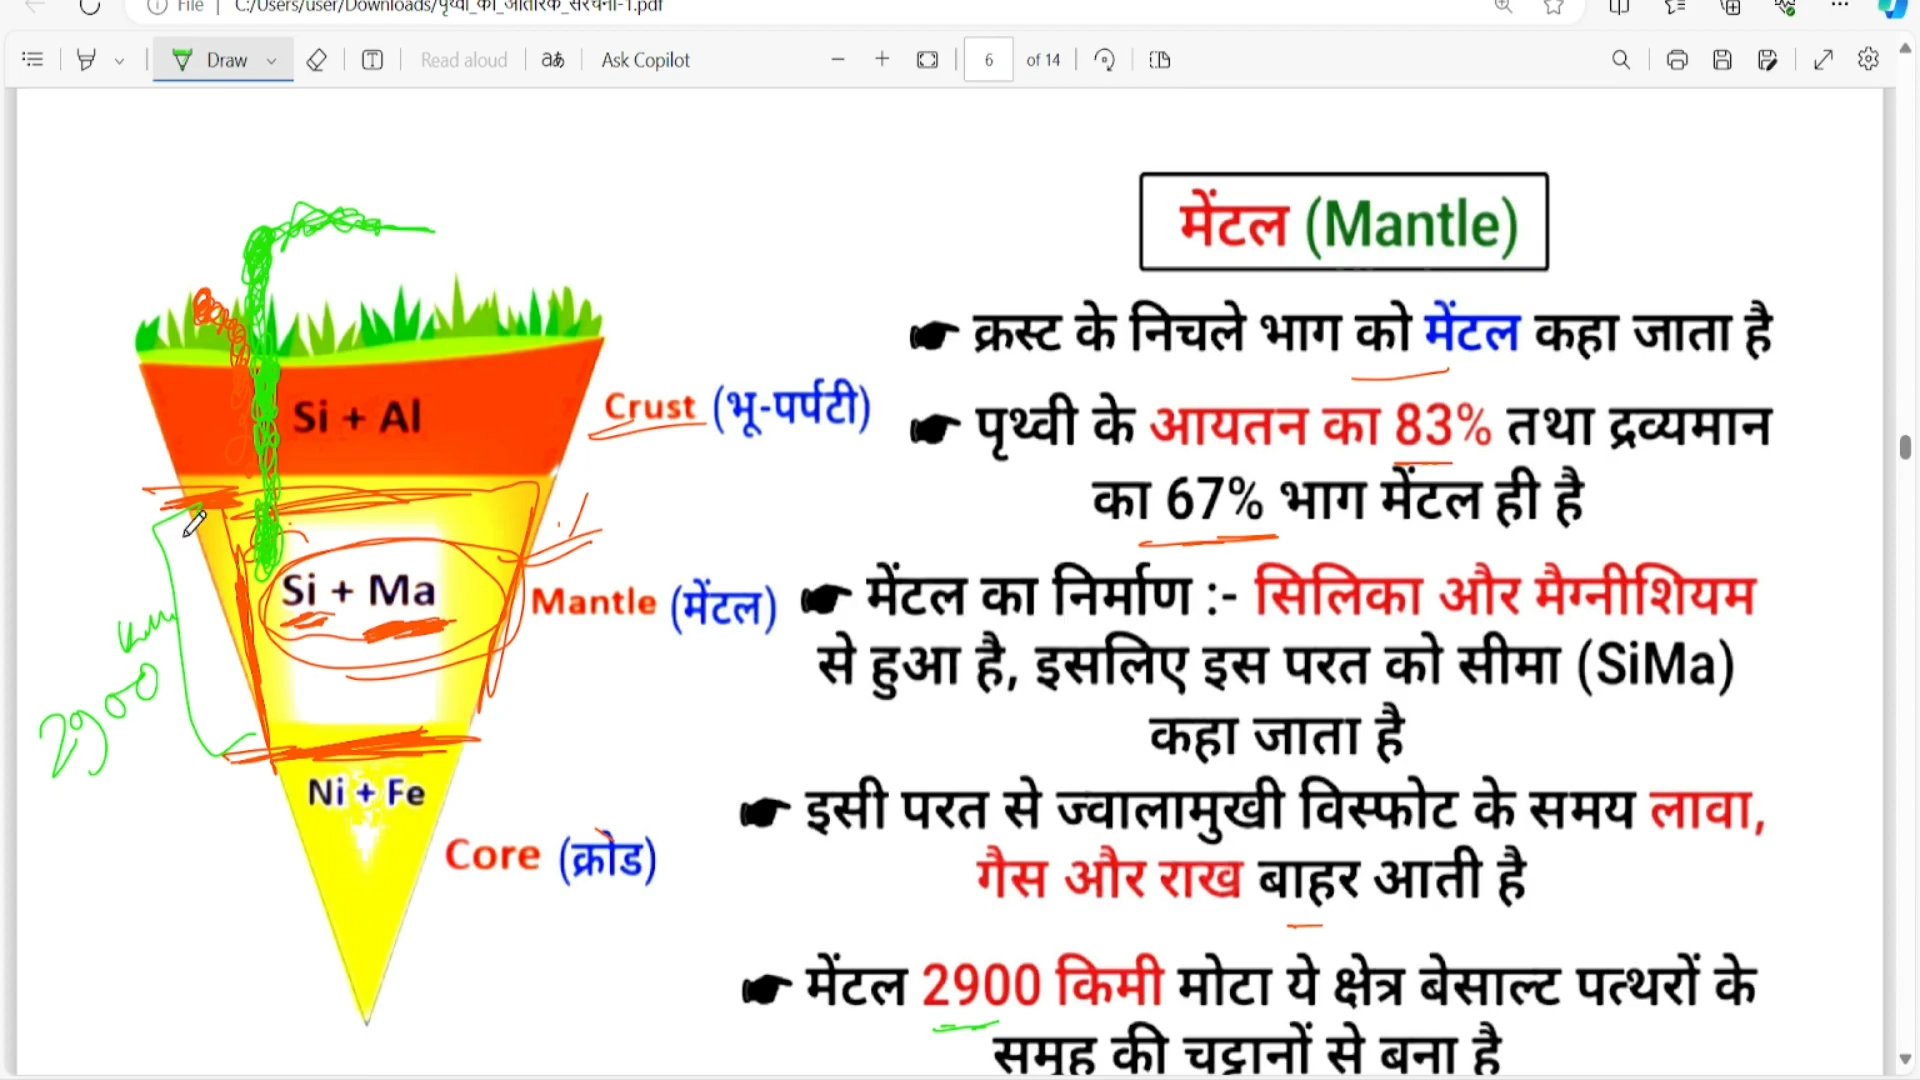 File
C:/Users/user/Downloads/पृथ्वी_की_आंतरिक_संरचना-1.pdf
Draw
Read aloud
Ask Copilot
6
of 14
मेंटल (Mantle)
क्रस्ट के निचले भाग को मेंटल कहा जाता है
पृथ्वी के आयतन का 83% तथा द्रव्यमान
का 67% भाग मेंटल ही है
मेंटल का निर्माण :- सिलिका और मैग्नीशियम
से हुआ है, इसलिए इस परत को सीमा (SiMa)
कहा जाता है
इसी परत से ज्वालामुखी विस्फोट के समय लावा,
गैस और राख बाहर आती है
मेंटल 2900 किमी मोटा ये क्षेत्र बेसाल्ट पत्थरों के
समूह की चट्टानों से बना है
Si + Al
Crust (भू-पर्पटी)
Si + Ma
Mantle (मेंटल)
Ni + Fe
Core (क्रोड)
2900 km